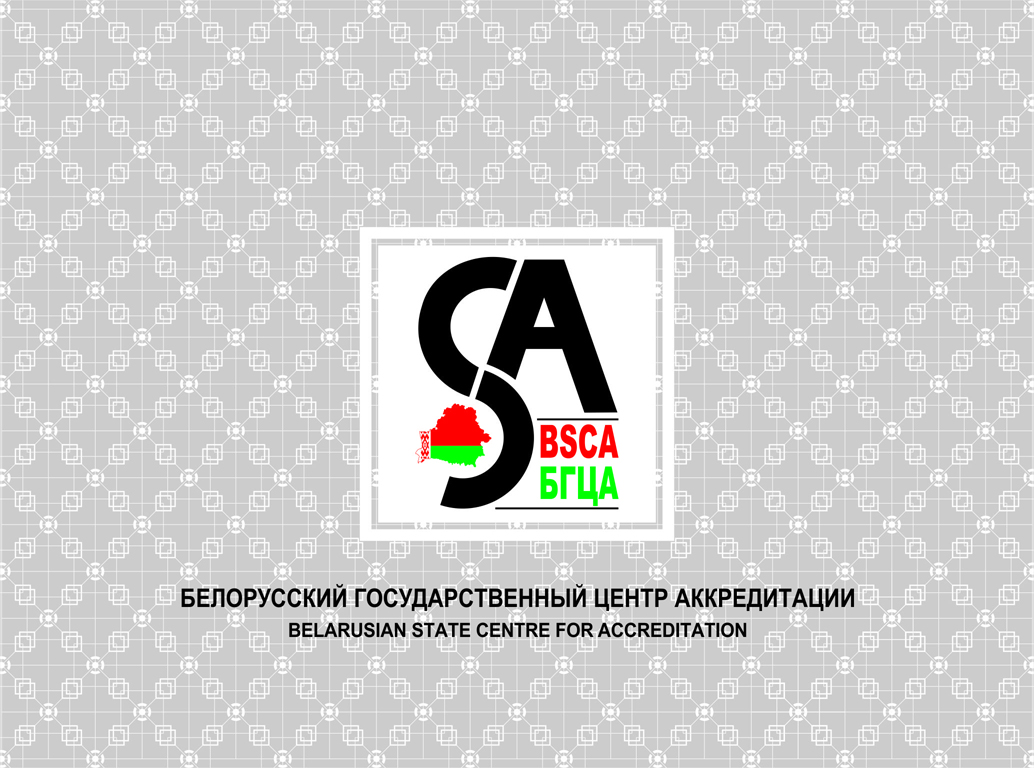 SA
BSCA
БГЦА
БЕЛОРУССКИЙ ГОСУДАРСТВЕННЫЙ ЦЕНТР АККРЕДИТАЦИИ
BELARUSIAN STATE CENTRE FOR ACCREDITATION